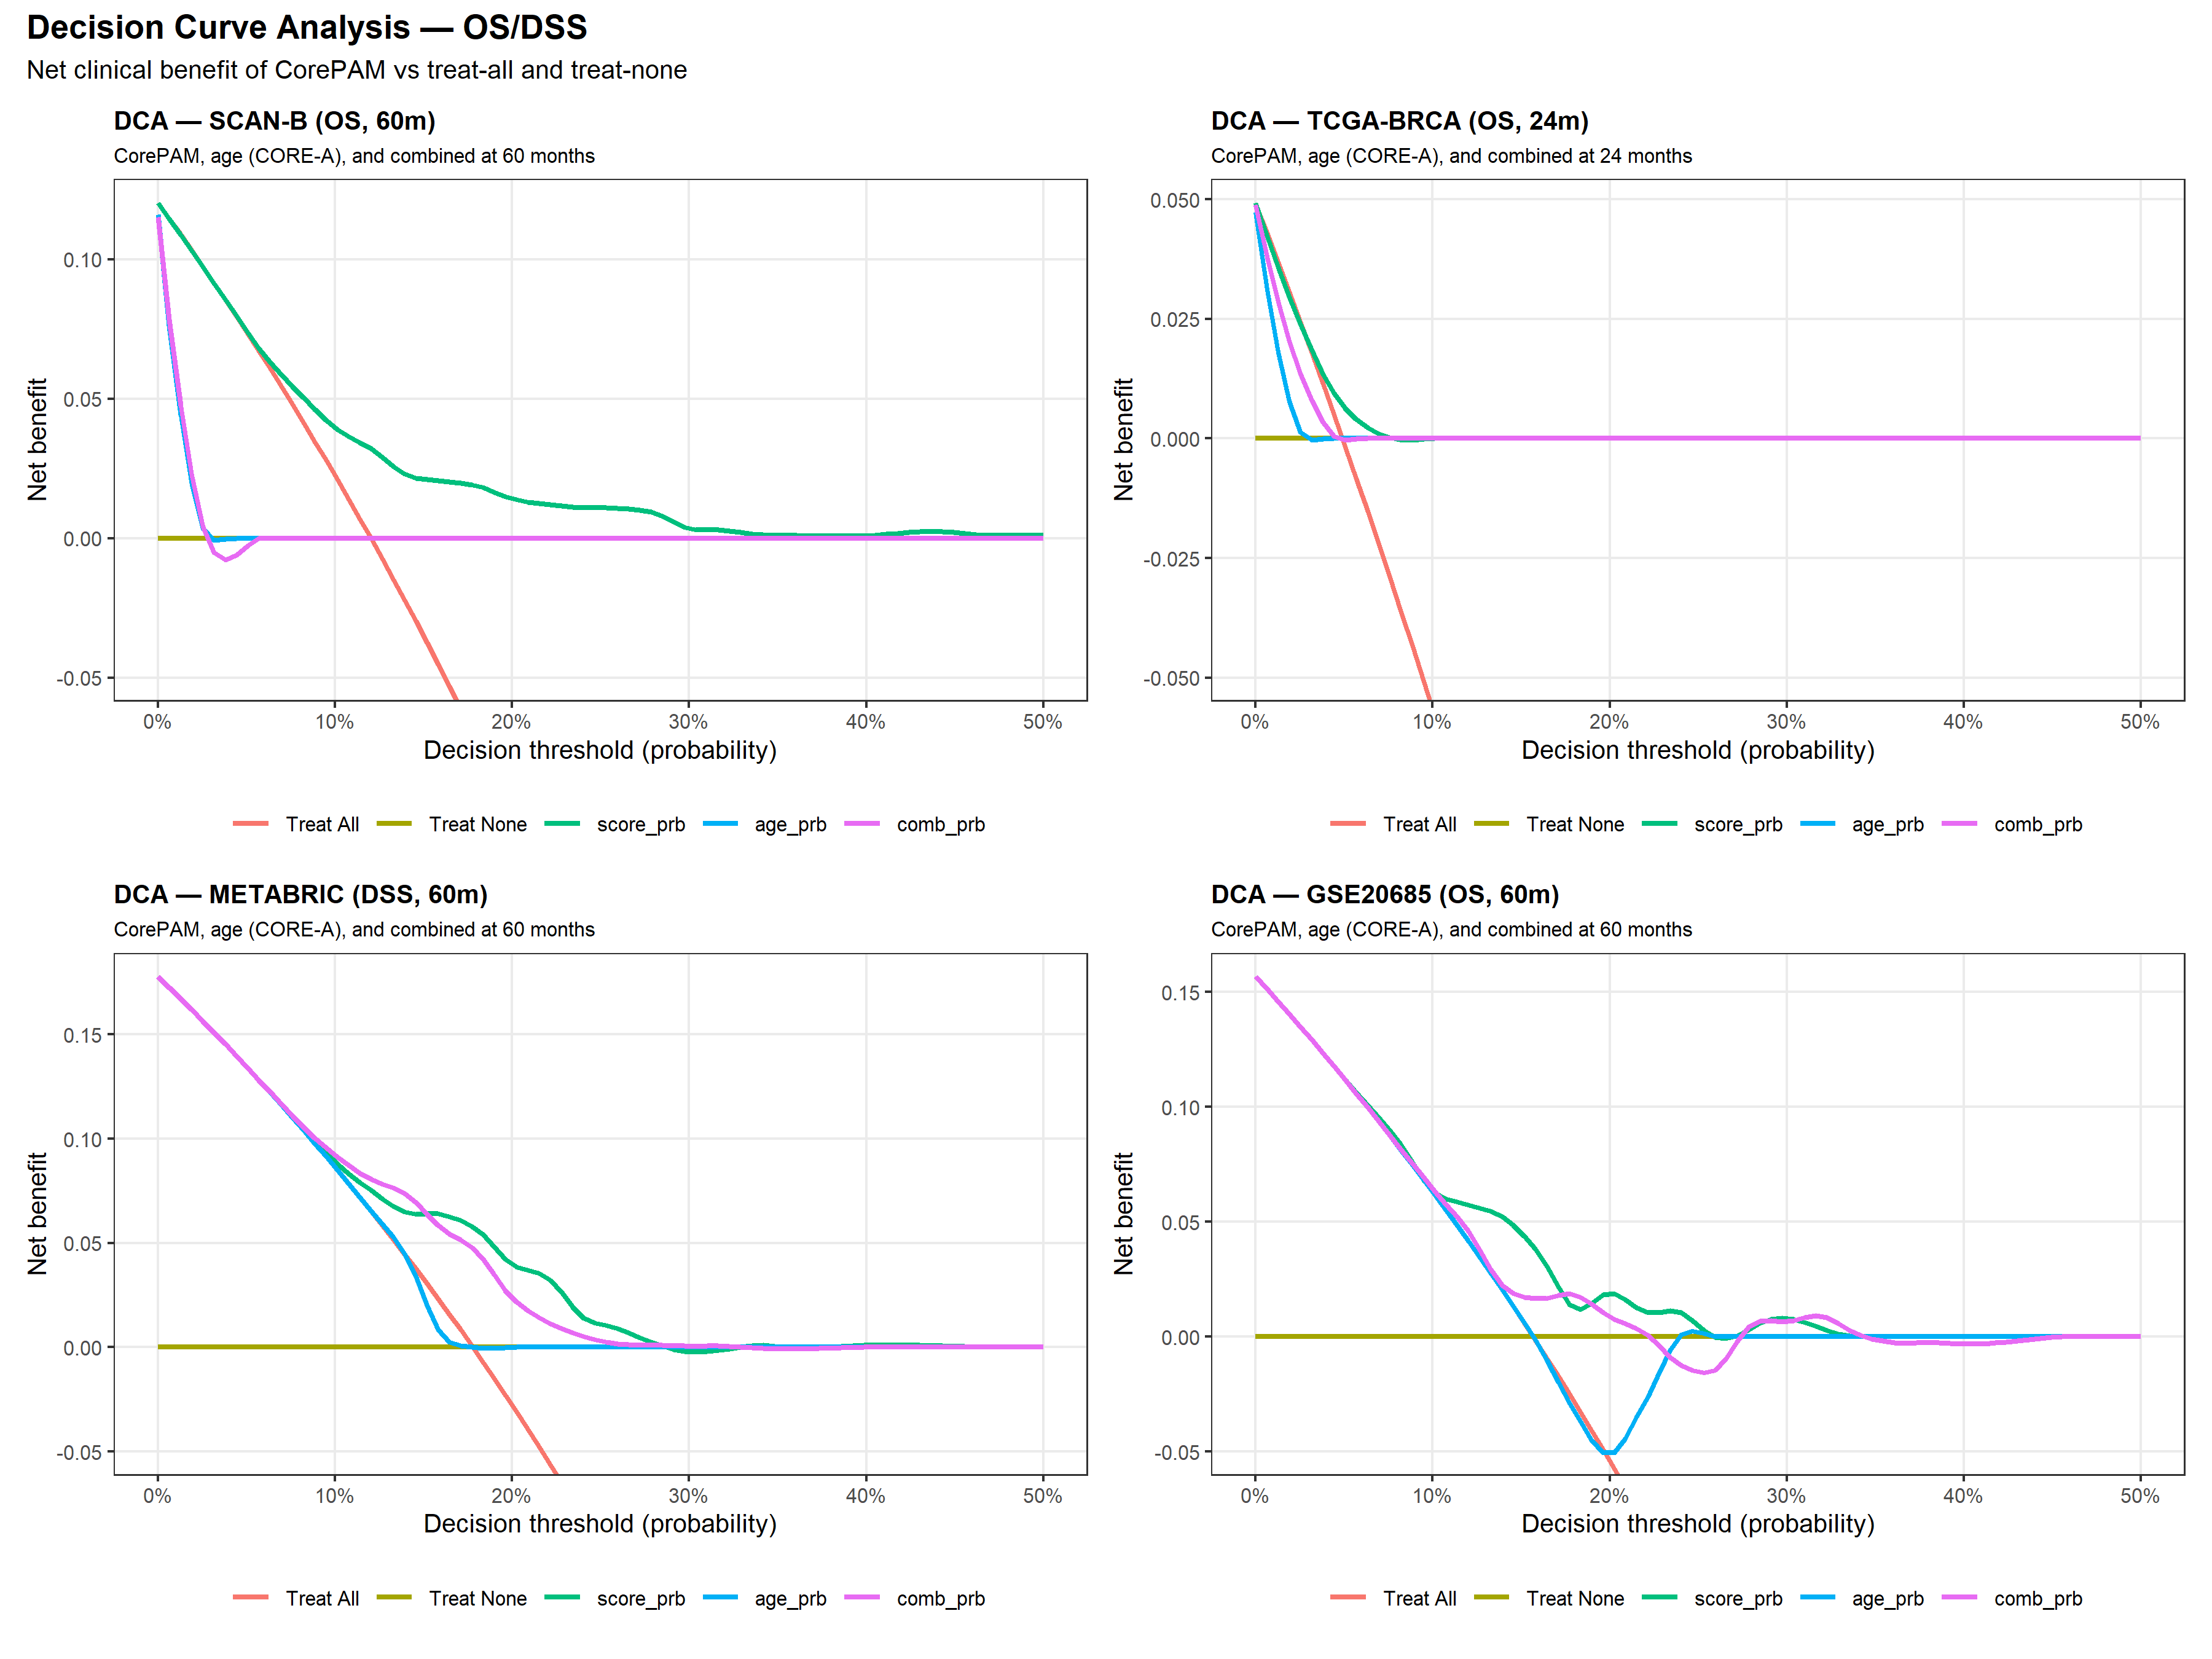 Decision Curve Analysis — OS/DSS
Net clinical benefit of CorePAM vs treat-all and treat-none
DCA — SCAN-B (OS, 60m)
CorePAM, age (CORE-A), and combined at 60 months
Net benefit
0.10
0.05
0.00
-0.05
0% 10% 20% 30% 40% 50%
Decision threshold (probability)
Treat All Treat None score_prb age_prb comb_prb
DCA — TCGA-BRCA (OS, 24m)
CorePAM, age (CORE-A), and combined at 24 months
Net benefit
0.050
0.025
0.000
-0.025
-0.050
0% 10% 20% 30% 40% 50%
Decision threshold (probability)
Treat All Treat None score_prb age_prb comb_prb
DCA — METABRIC (DSS, 60m)
CorePAM, age (CORE-A), and combined at 60 months
Net benefit
0.15
0.10
0.05
0.00
-0.05
0% 10% 20% 30% 40% 50%
Decision threshold (probability)
Treat All Treat None score_prb age_prb comb_prb
DCA — GSE20685 (OS, 60m)
CorePAM, age (CORE-A), and combined at 60 months
Net benefit
0.15
0.10
0.05
0.00
-0.05
0% 10% 20% 30% 40% 50%
Decision threshold (probability)
Treat All Treat None score_prb age_prb comb_prb